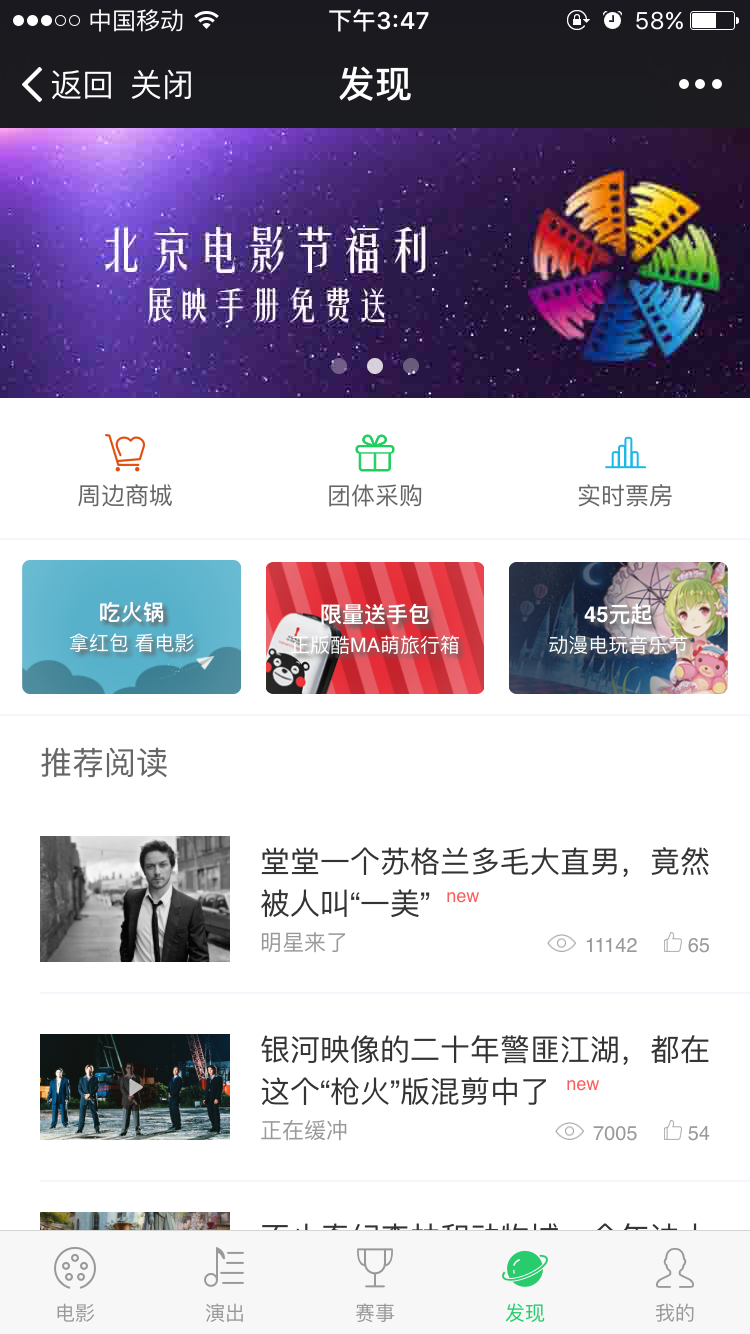 中国移动 下午3:47 58%
返回 关闭 发现
北京电影节福利
展映手册免费送
周边商城 团体采购 实时票房
吃火锅
拿红包 看电影
限量送手包
正版酷MA萌旅行箱
45元起
动漫电玩音乐节
推荐阅读
堂堂一个苏格兰多毛大直男，竟然
被人叫“一美” new
明星来了 11142 65
银河映像的二十年警匪江湖，都在
这个“枪火”版混剪中了 new
正在缓冲 7005 54
电影 演出 赛事 发现 我的